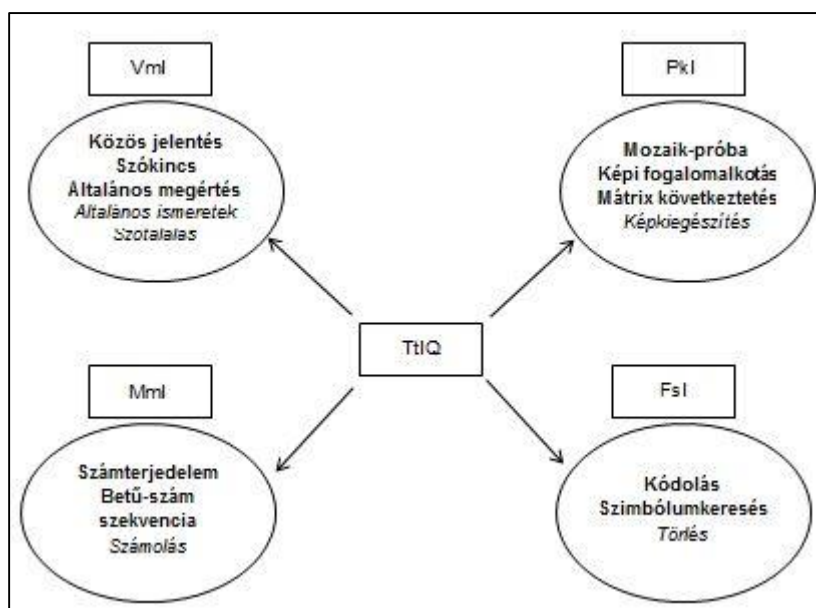 VmI
Közös jelentés
Szókincs
Általános megértés
Általános ismeretek
Szótalálás
PkI
Mozaik-próba
Képi fogalomalkotás
Mátrix következtetés
Képkiegészítés
TtIQ
MmI
Számterjedelem
Betű-szám
szekvencia
Számolás
FsI
Kódolás
Szimbólumkeresés
Törlés